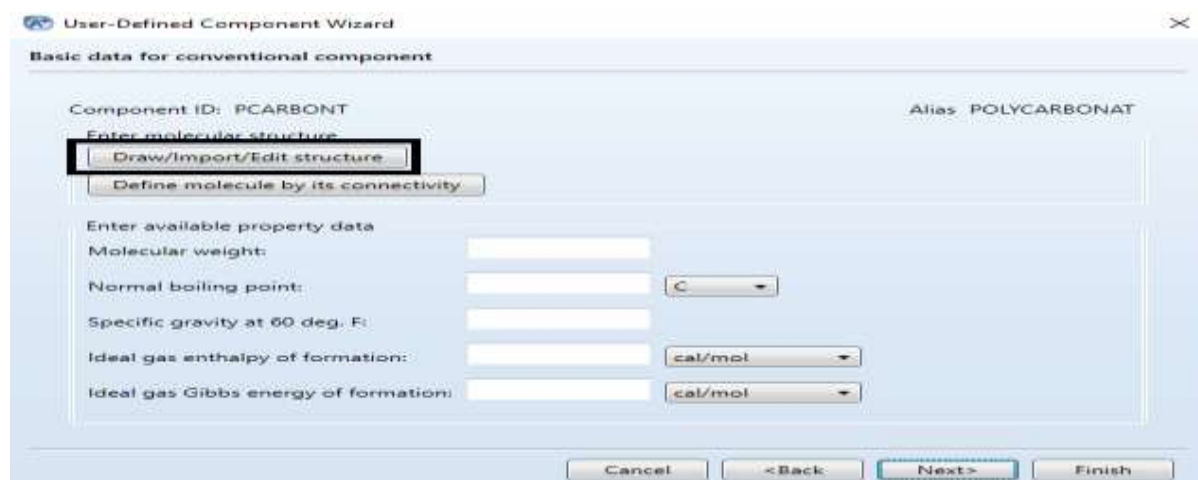 User-Defined Component Wizard
Basic data for conventional component
Component ID: PCARBONT Alias POLYCARBONAT
Enter molecular structure
Draw/Import/Edit structure
Define molecule by its connectivity
Enter available property data
Molecular weight:
Normal boiling point: C
Specific gravity at 60 deg. F:
Ideal gas enthalpy of formation: cal/mol
Ideal gas Gibbs energy of formation: cal/mol
Cancel <Back Next> Finish